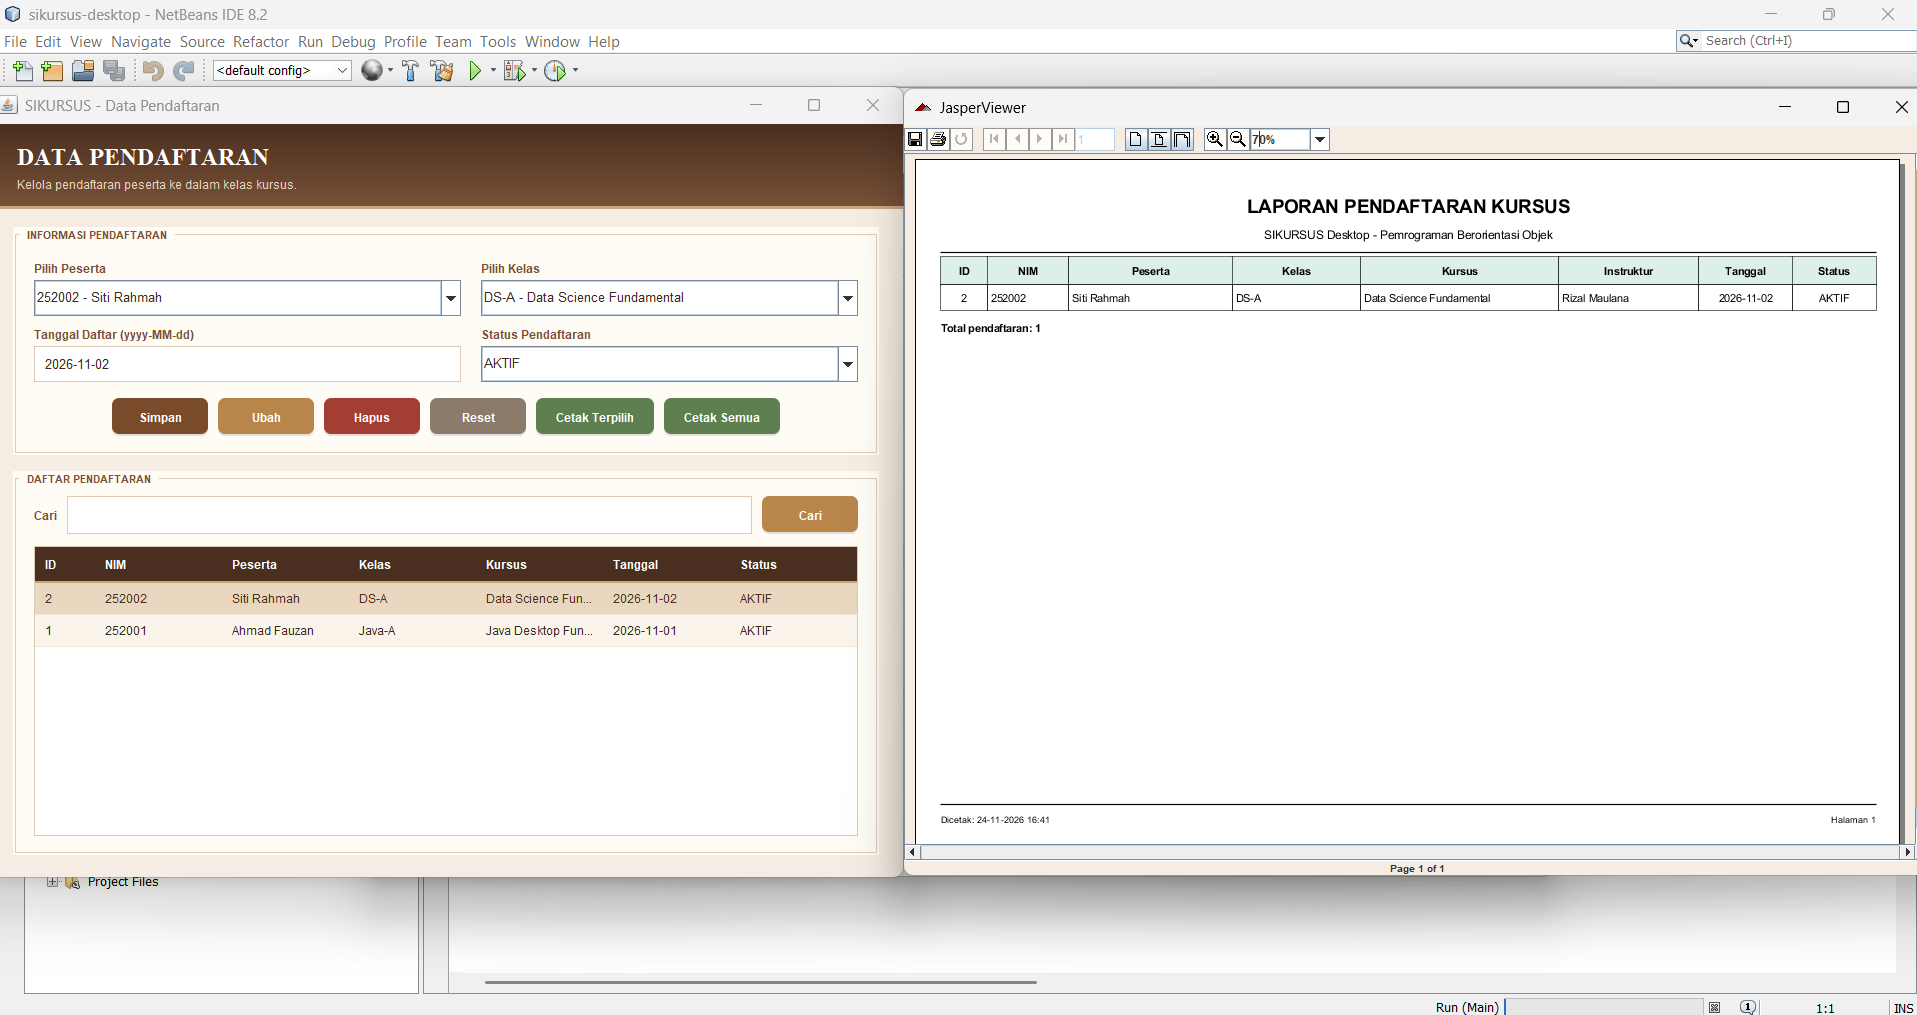 sikursus-desktop - NetBeans IDE 8.2
File Edit View Navigate Source Refactor Run Debug Profile Team Tools Window Help
Search (Ctrl+I)
<default config>
SIKURSUS - Data Pendaftaran
DATA PENDAFTARAN
Kelola pendaftaran peserta ke dalam kelas kursus.
INFORMASI PENDAFTARAN
Pilih Peserta Pilih Kelas
252002 - Siti Rahmah DS-A - Data Science Fundamental
Tanggal Daftar (yyyy-MM-dd) Status Pendaftaran
2026-11-02 AKTIF
Simpan Ubah Hapus Reset Cetak Terpilih Cetak Semua
DAFTAR PENDAFTARAN
Cari Cari
ID NIM Peserta Kelas Kursus Tanggal Status
2 252002 Siti Rahmah DS-A Data Science Fun... 2026-11-02 AKTIF
1 252001 Ahmad Fauzan Java-A Java Desktop Fun... 2026-11-01 AKTIF
JasperViewer
1 70%
LAPORAN PENDAFTARAN KURSUS
SIKURSUS Desktop - Pemrograman Berorientasi Objek
ID NIM Peserta Kelas Kursus Instruktur Tanggal Status
2 252002 Siti Rahmah DS-A Data Science Fundamental Rizal Maulana 2026-11-02 AKTIF
Total pendaftaran: 1
Dicetak: 24-11-2026 16:41 Halaman 1
Page 1 of 1
Project Files
Run (Main) 1 1:1 INS